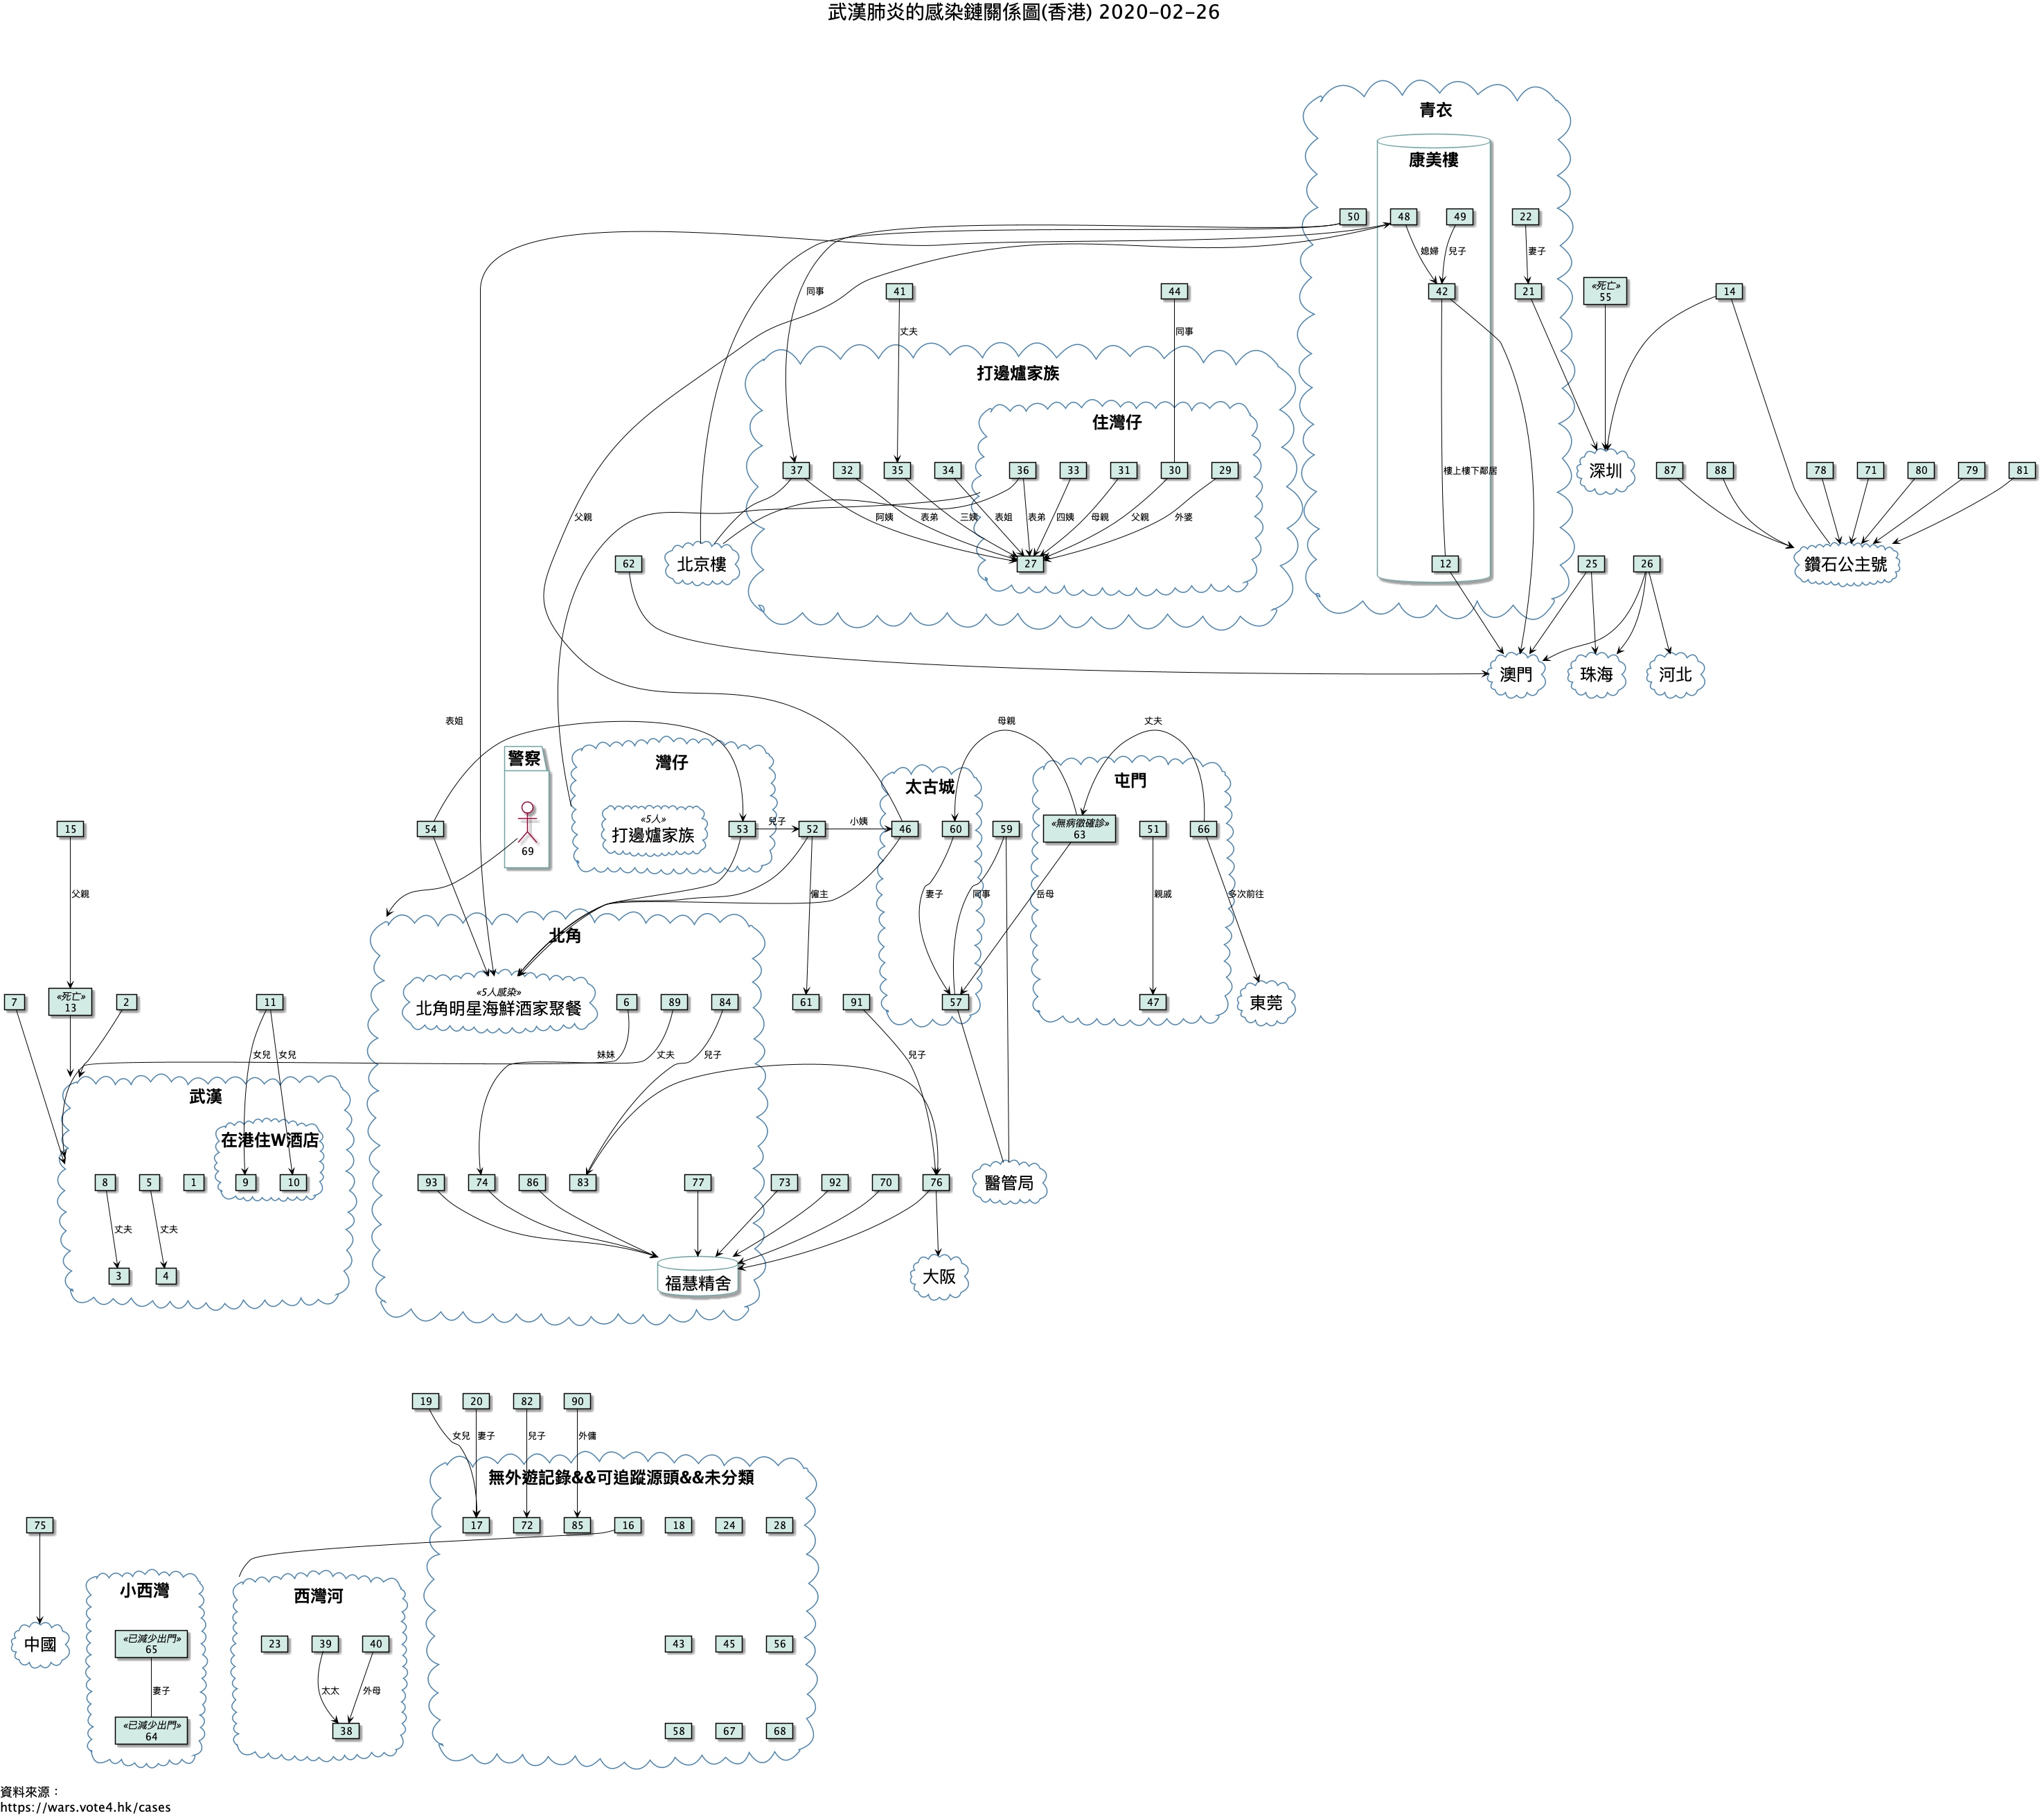 武漢肺炎的感染鏈關係圖(香港) 2020-02-26
青衣
康美樓
50
48
49
22
媳婦
兒子
妻子
同事
41
44
42
21
«死亡»
55
14
丈夫
同事
打邊爐家族
住灣仔
37
32
35
34
36
33
31
30
29
樓上樓下鄰居
深圳
87
88
78
71
80
79
81
父親
阿姨
表弟
三姨
表姐
表弟
四姨
母親
父親
外婆
62
北京樓
27
12
25
26
鑽石公主號
澳門
珠海
河北
表姐
母親
丈夫
警察
灣仔
太古城
屯門
«5人»
打邊爐家族
69
15
54
53
兒子
52
小姨
46
60
59
«無病徵確診»
63
51
66
父親
僱主
妻子
同事
岳母
親戚
多次前往
北角
7
«死亡»
13
2
11
«5人感染»
北角明星海鮮酒家聚餐
6
89
84
61
91
57
47
東莞
女兒
女兒
妹妹
丈夫
兒子
兒子
武漢
在港住W酒店
8
5
1
9
10
93
74
86
83
77
73
92
70
76
醫管局
丈夫
丈夫
3
4
福慧精舍
大阪
19
20
82
90
女兒
妻子
兒子
外傭
無外遊記錄&&可追蹤源頭&&未分類
75
17
72
85
16
18
24
28
小西灣
西灣河
中國
«已減少出門»
65
23
39
40
43
45
56
妻子
太太
外母
«已減少出門»
64
38
58
67
68
資料來源：
https://wars.vote4.hk/cases